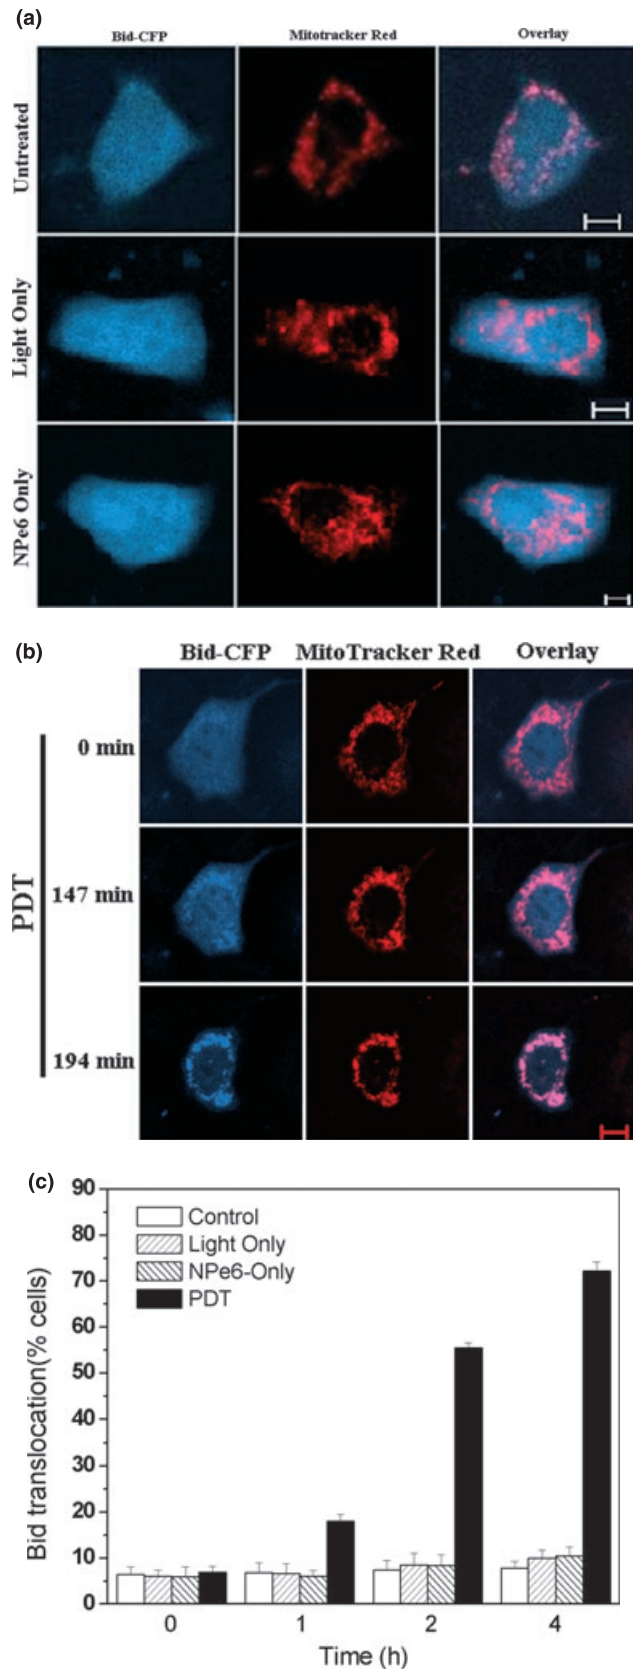 (a)
Bid-CFP Mitotracker Red Overlay
Untreated
Light Only
NPe6 Only
(b)
Bid-CFP MitoTracker Red Overlay
PDT
0 min
147 min
194 min
(c)
90
80
70
60
50
40
30
20
10
0
Bid translocation(% cells)
Control
Light Only
NPe6-Only
PDT
0 1 2 4
Time (h)